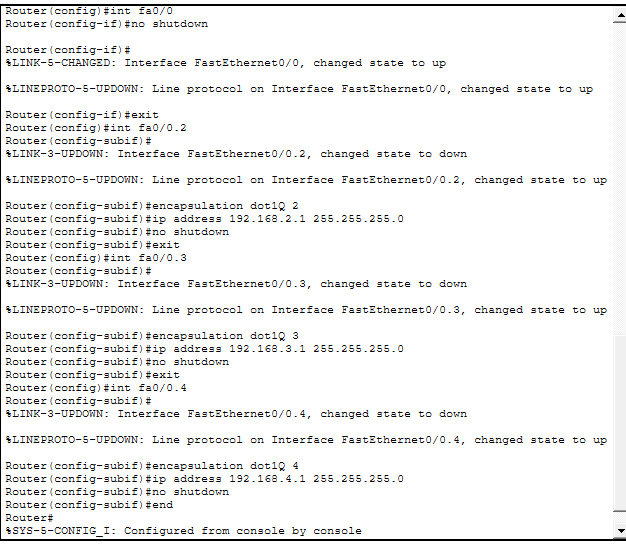 Router(config)#int fa0/0
Router(config-if)#no shutdown
Router(config-if)#
%LINK-5-CHANGED: Interface FastEthernet0/0, changed state to up
%LINEPROTO-5-UPDOWN: Line protocol on Interface FastEthernet0/0, changed state to up
Router(config-if)#exit
Router(config)#int fa0/0.2
Router(config-subif)#
%LINK-3-UPDOWN: Interface FastEthernet0/0.2, changed state to down
%LINEPROTO-5-UPDOWN: Line protocol on Interface FastEthernet0/0.2, changed state to up
Router(config-subif)#encapsulation dot1Q 2
Router(config-subif)#ip address 192.168.2.1 255.255.255.0
Router(config-subif)#no shutdown
Router(config-subif)#exit
Router(config)#int fa0/0.3
Router(config-subif)#
%LINK-3-UPDOWN: Interface FastEthernet0/0.3, changed state to down
%LINEPROTO-5-UPDOWN: Line protocol on Interface FastEthernet0/0.3, changed state to up
Router(config-subif)#encapsulation dot1Q 3
Router(config-subif)#ip address 192.168.3.1 255.255.255.0
Router(config-subif)#no shutdown
Router(config-subif)#exit
Router(config)#int fa0/0.4
Router(config-subif)#
%LINK-3-UPDOWN: Interface FastEthernet0/0.4, changed state to down
%LINEPROTO-5-UPDOWN: Line protocol on Interface FastEthernet0/0.4, changed state to up
Router(config-subif)#encapsulation dot1Q 4
Router(config-subif)#ip address 192.168.4.1 255.255.255.0
Router(config-subif)#no shutdown
Router(config-subif)#end
Router#
%SYS-5-CONFIG_I: Configured from console by console